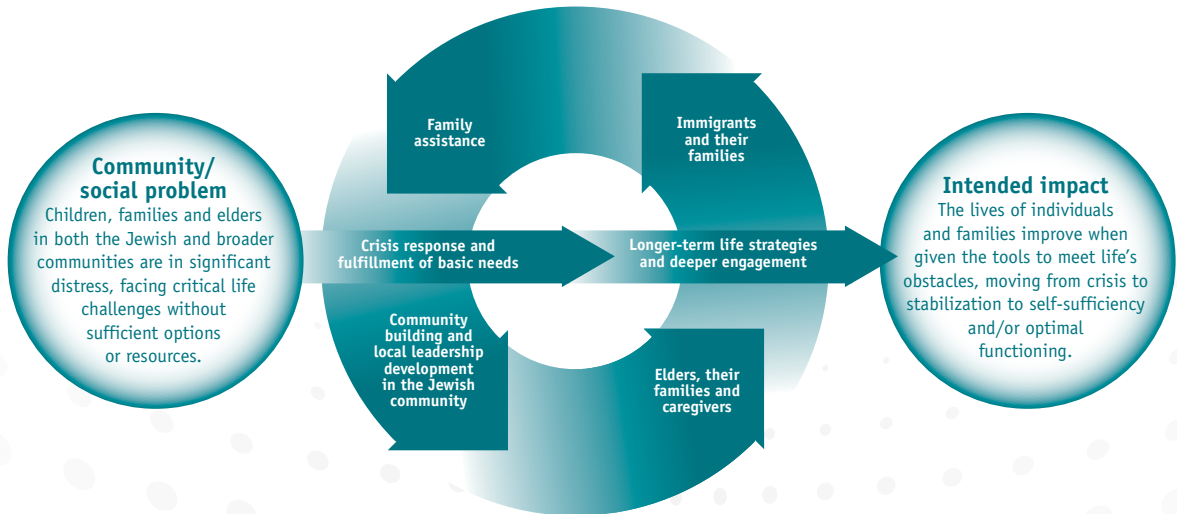 Community/
social problem
Children, families and elders
in both the Jewish and broader
communities are in significant
distress, facing critical life
challenges without
sufficient options
or resources.
Family
assistance
Immigrants
and their
families
Crisis response and
fulfillment of basic needs
Longer-term life strategies
and deeper engagement
Community
building and
local leadership
development
in the Jewish
community
Elders, their
families and
caregivers
Intended impact
The lives of individuals
and families improve when
given the tools to meet life's
obstacles, moving from crisis to
stabilization to self-sufficiency
and/or optimal
functioning.